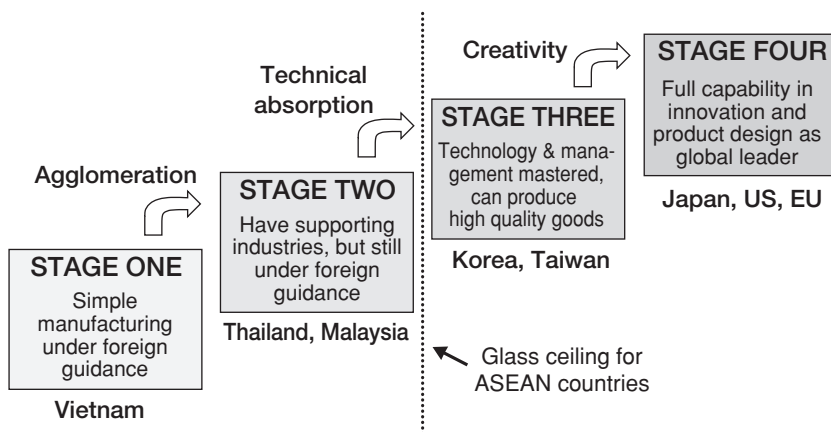 STAGE ONE
Simple
manufacturing
under foreign
guidance
Vietnam
Agglomeration
STAGE TWO
Have supporting
industries, but still
under foreign
guidance
Thailand, Malaysia
Technical
absorption
STAGE THREE
Technology & mana-
gement mastered,
can produce
high quality goods
Korea, Taiwan
Creativity
STAGE FOUR
Full capability in
innovation and
product design as
global leader
Japan, US, EU
Glass ceiling for
ASEAN countries